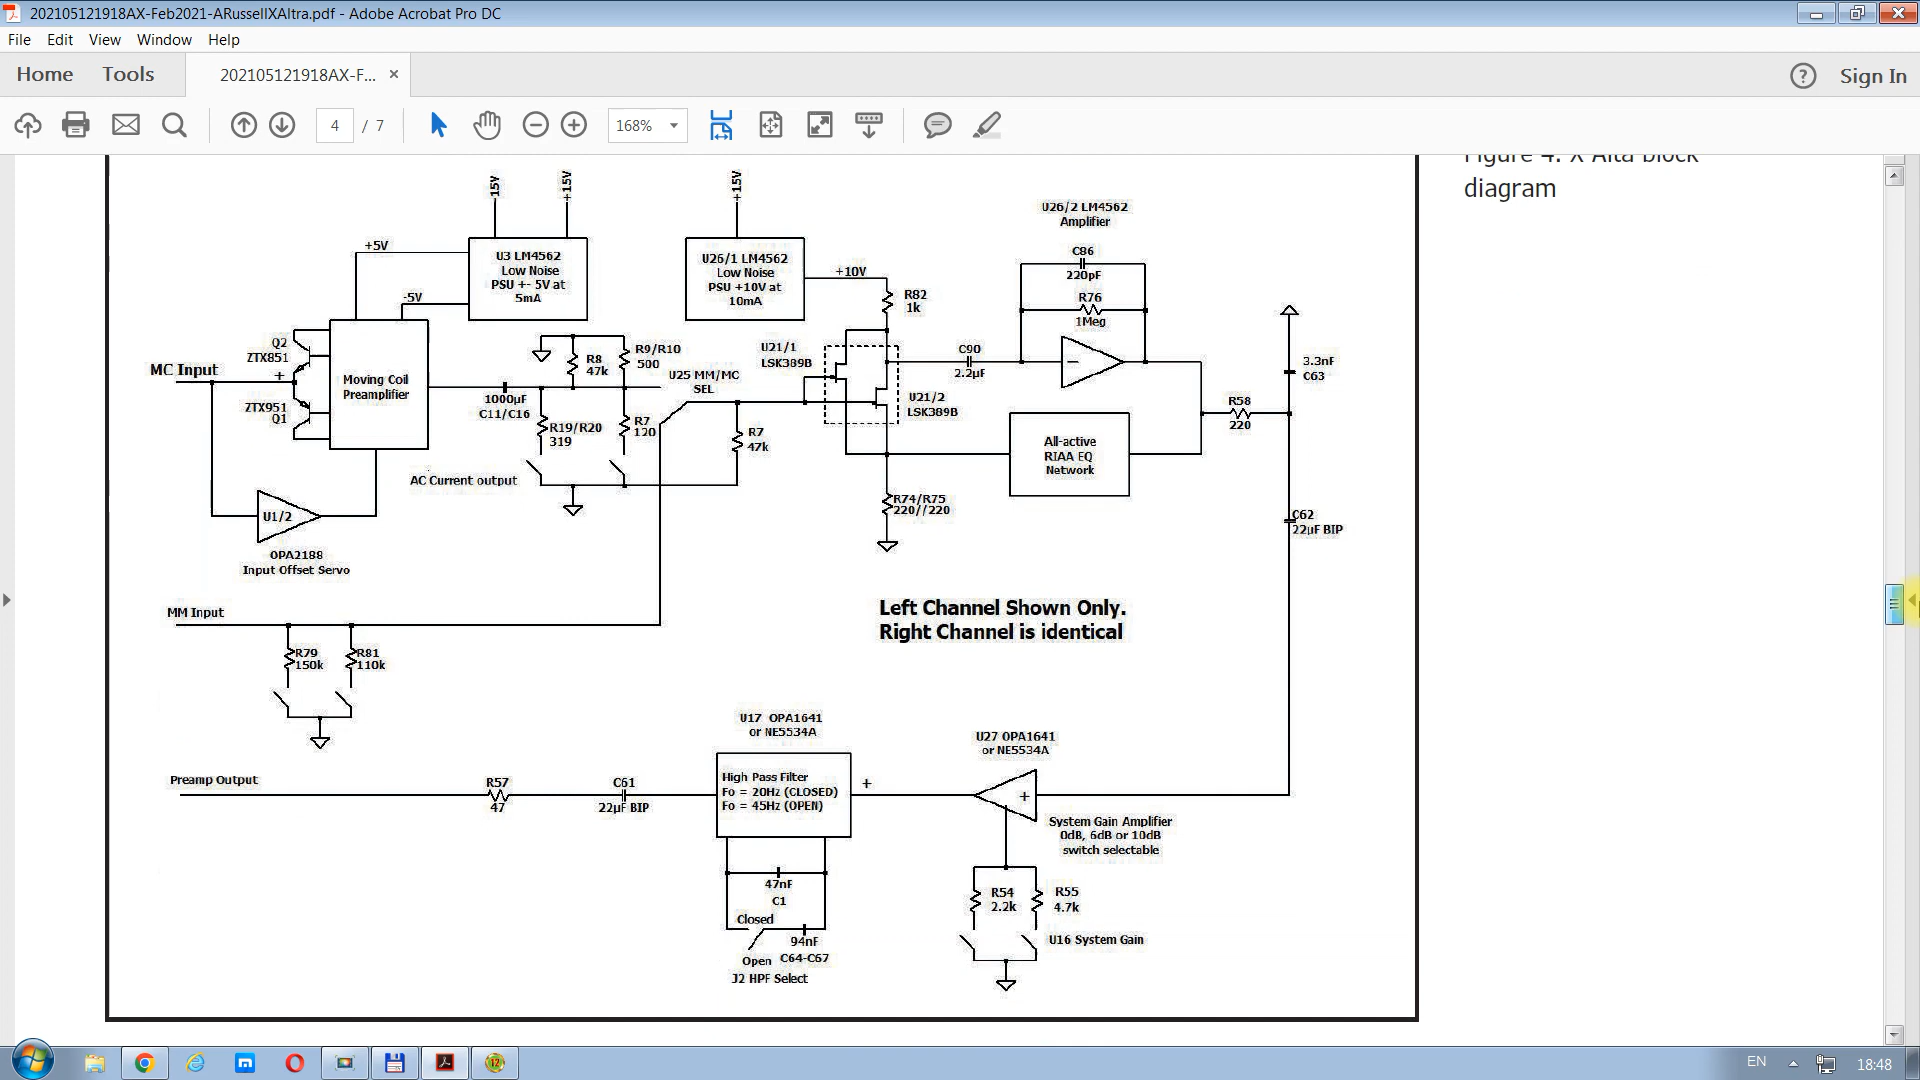 202105121918AX-Feb2021-ARussellXAltra.pdf - Adobe Acrobat Pro DC
File Edit View Window Help
Home Tools 202105121918AX-F... × ? Sign In
4 / 7 168%
Figure 4: X-Alta block
diagram
-15V
+15V
+15V
U26/2 LM4562
Amplifier
+5V
U3 LM4562
Low Noise
PSU +- 5V at
5mA
-5V
U26/1 LM4562
Low Noise
PSU +10V at
10mA
+10V
R82
1k
C86
220pF
R76
1Meg
Q2
ZTX851
MC Input
+
ZTX951
Q1
Moving Coil
Preamplifier
R8
47k
R9/R10
500
U25 MM/MC
SEL
1000µF
C11/C16
R19/R20
319
R7
120
AC Current output
R7
47k
U21/1
LSK389B
U21/2
LSK389B
C90
2.2µF
−
3.3nF
C63
R58
220
All-active
RIAA EQ
Network
R74/R75
220//220
C62
22µF BIP
U1/2
OPA2188
Input Offset Servo
Left Channel Shown Only.
Right Channel is identical
MM Input
R79
150k
R81
110k
U17 OPA1641
or NE5534A
U27 OPA1641
or NE5534A
Preamp Output
R57
47
C61
22µF BIP
High Pass Filter
Fo = 20Hz (CLOSED)
Fo = 45Hz (OPEN)
+
+
System Gain Amplifier
0dB, 6dB or 10dB
switch selectable
47nF
C1
Closed
94nF
Open C64-C67
J2 HPF Select
R54
2.2k
R55
4.7k
U16 System Gain
EN 18:48